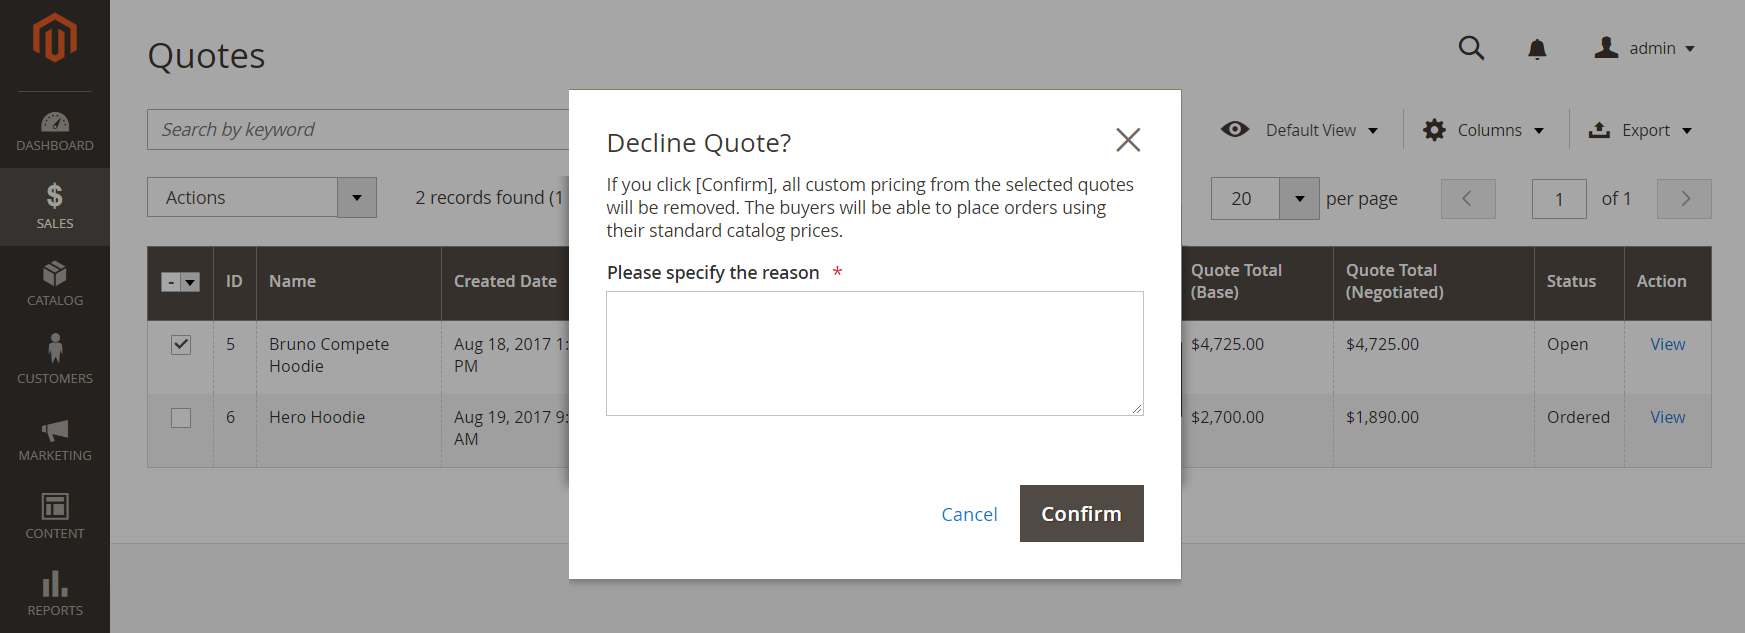 Quotes
admin
Search by keyword
Default View
Columns
Export
Actions
2 records found (1
20
per page
1
of 1
DASHBOARD
SALES
CATALOG
CUSTOMERS
MARKETING
CONTENT
REPORTS
Decline Quote?
If you click [Confirm], all custom pricing from the selected quotes
will be removed. The buyers will be able to place orders using
their standard catalog prices.
Please specify the reason *
Cancel
Confirm
-
ID
Name
Created Date
Quote Total
(Base)
Quote Total
(Negotiated)
Status
Action
5
Bruno Compete
Hoodie
Aug 18, 2017 1:
PM
$4,725.00
$4,725.00
Open
View
6
Hero Hoodie
Aug 19, 2017 9:
AM
$2,700.00
$1,890.00
Ordered
View